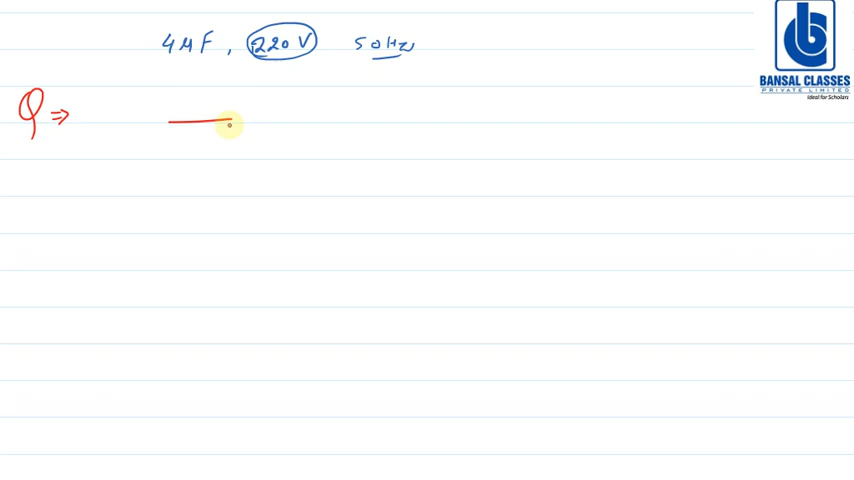 4μF, 220V 50Hz
Q⇒
BANSAL CLASSES
PRIVATE LIMITED
Ideal for Scholars